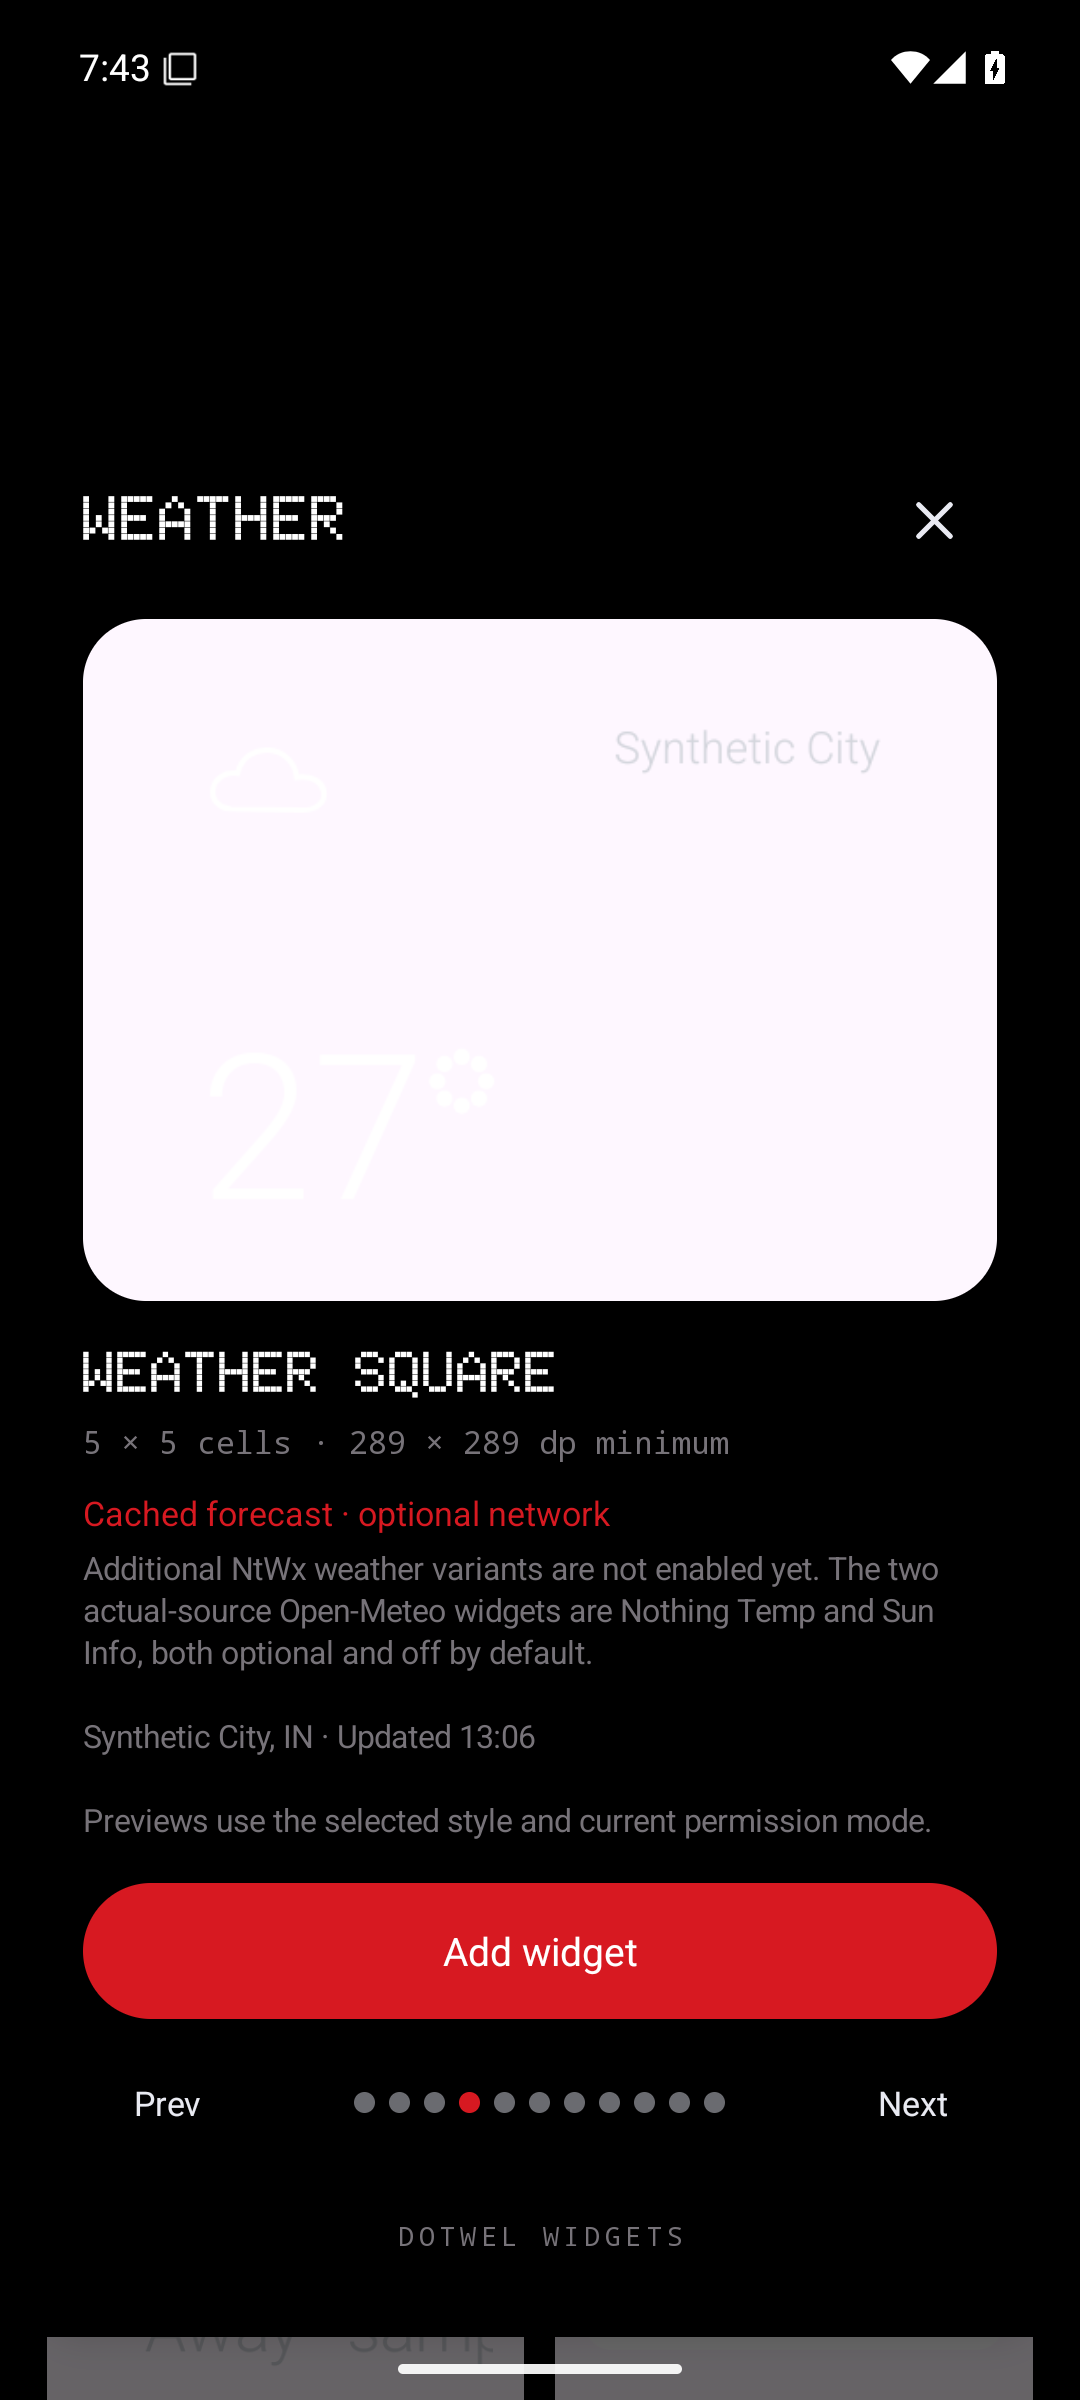 7:43
WEATHER
Synthetic City
27°
WEATHER SQUARE
5 × 5 cells · 289 × 289 dp minimum
Cached forecast · optional network
Additional NtWx weather variants are not enabled yet. The two
actual-source Open-Meteo widgets are Nothing Temp and Sun
Info, both optional and off by default.
Synthetic City, IN · Updated 13:06
Previews use the selected style and current permission mode.
Add widget
Prev
Next
DOTWEL WIDGETS
Away